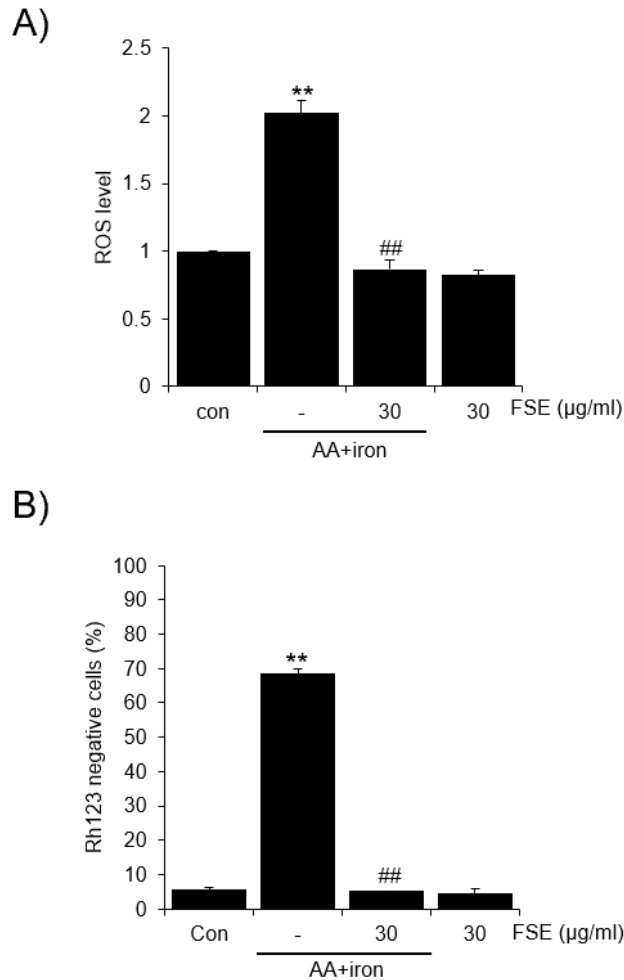 A)
2.5
2
1.5
1
0.5
0
ROS level
**
##
con - 30 30 FSE (μg/ml)
AA+iron
B)
100
90
80
70
60
50
40
30
20
10
0
Rh123 negative cells (%)
**
##
Con - 30 30 FSE (μg/ml)
AA+iron